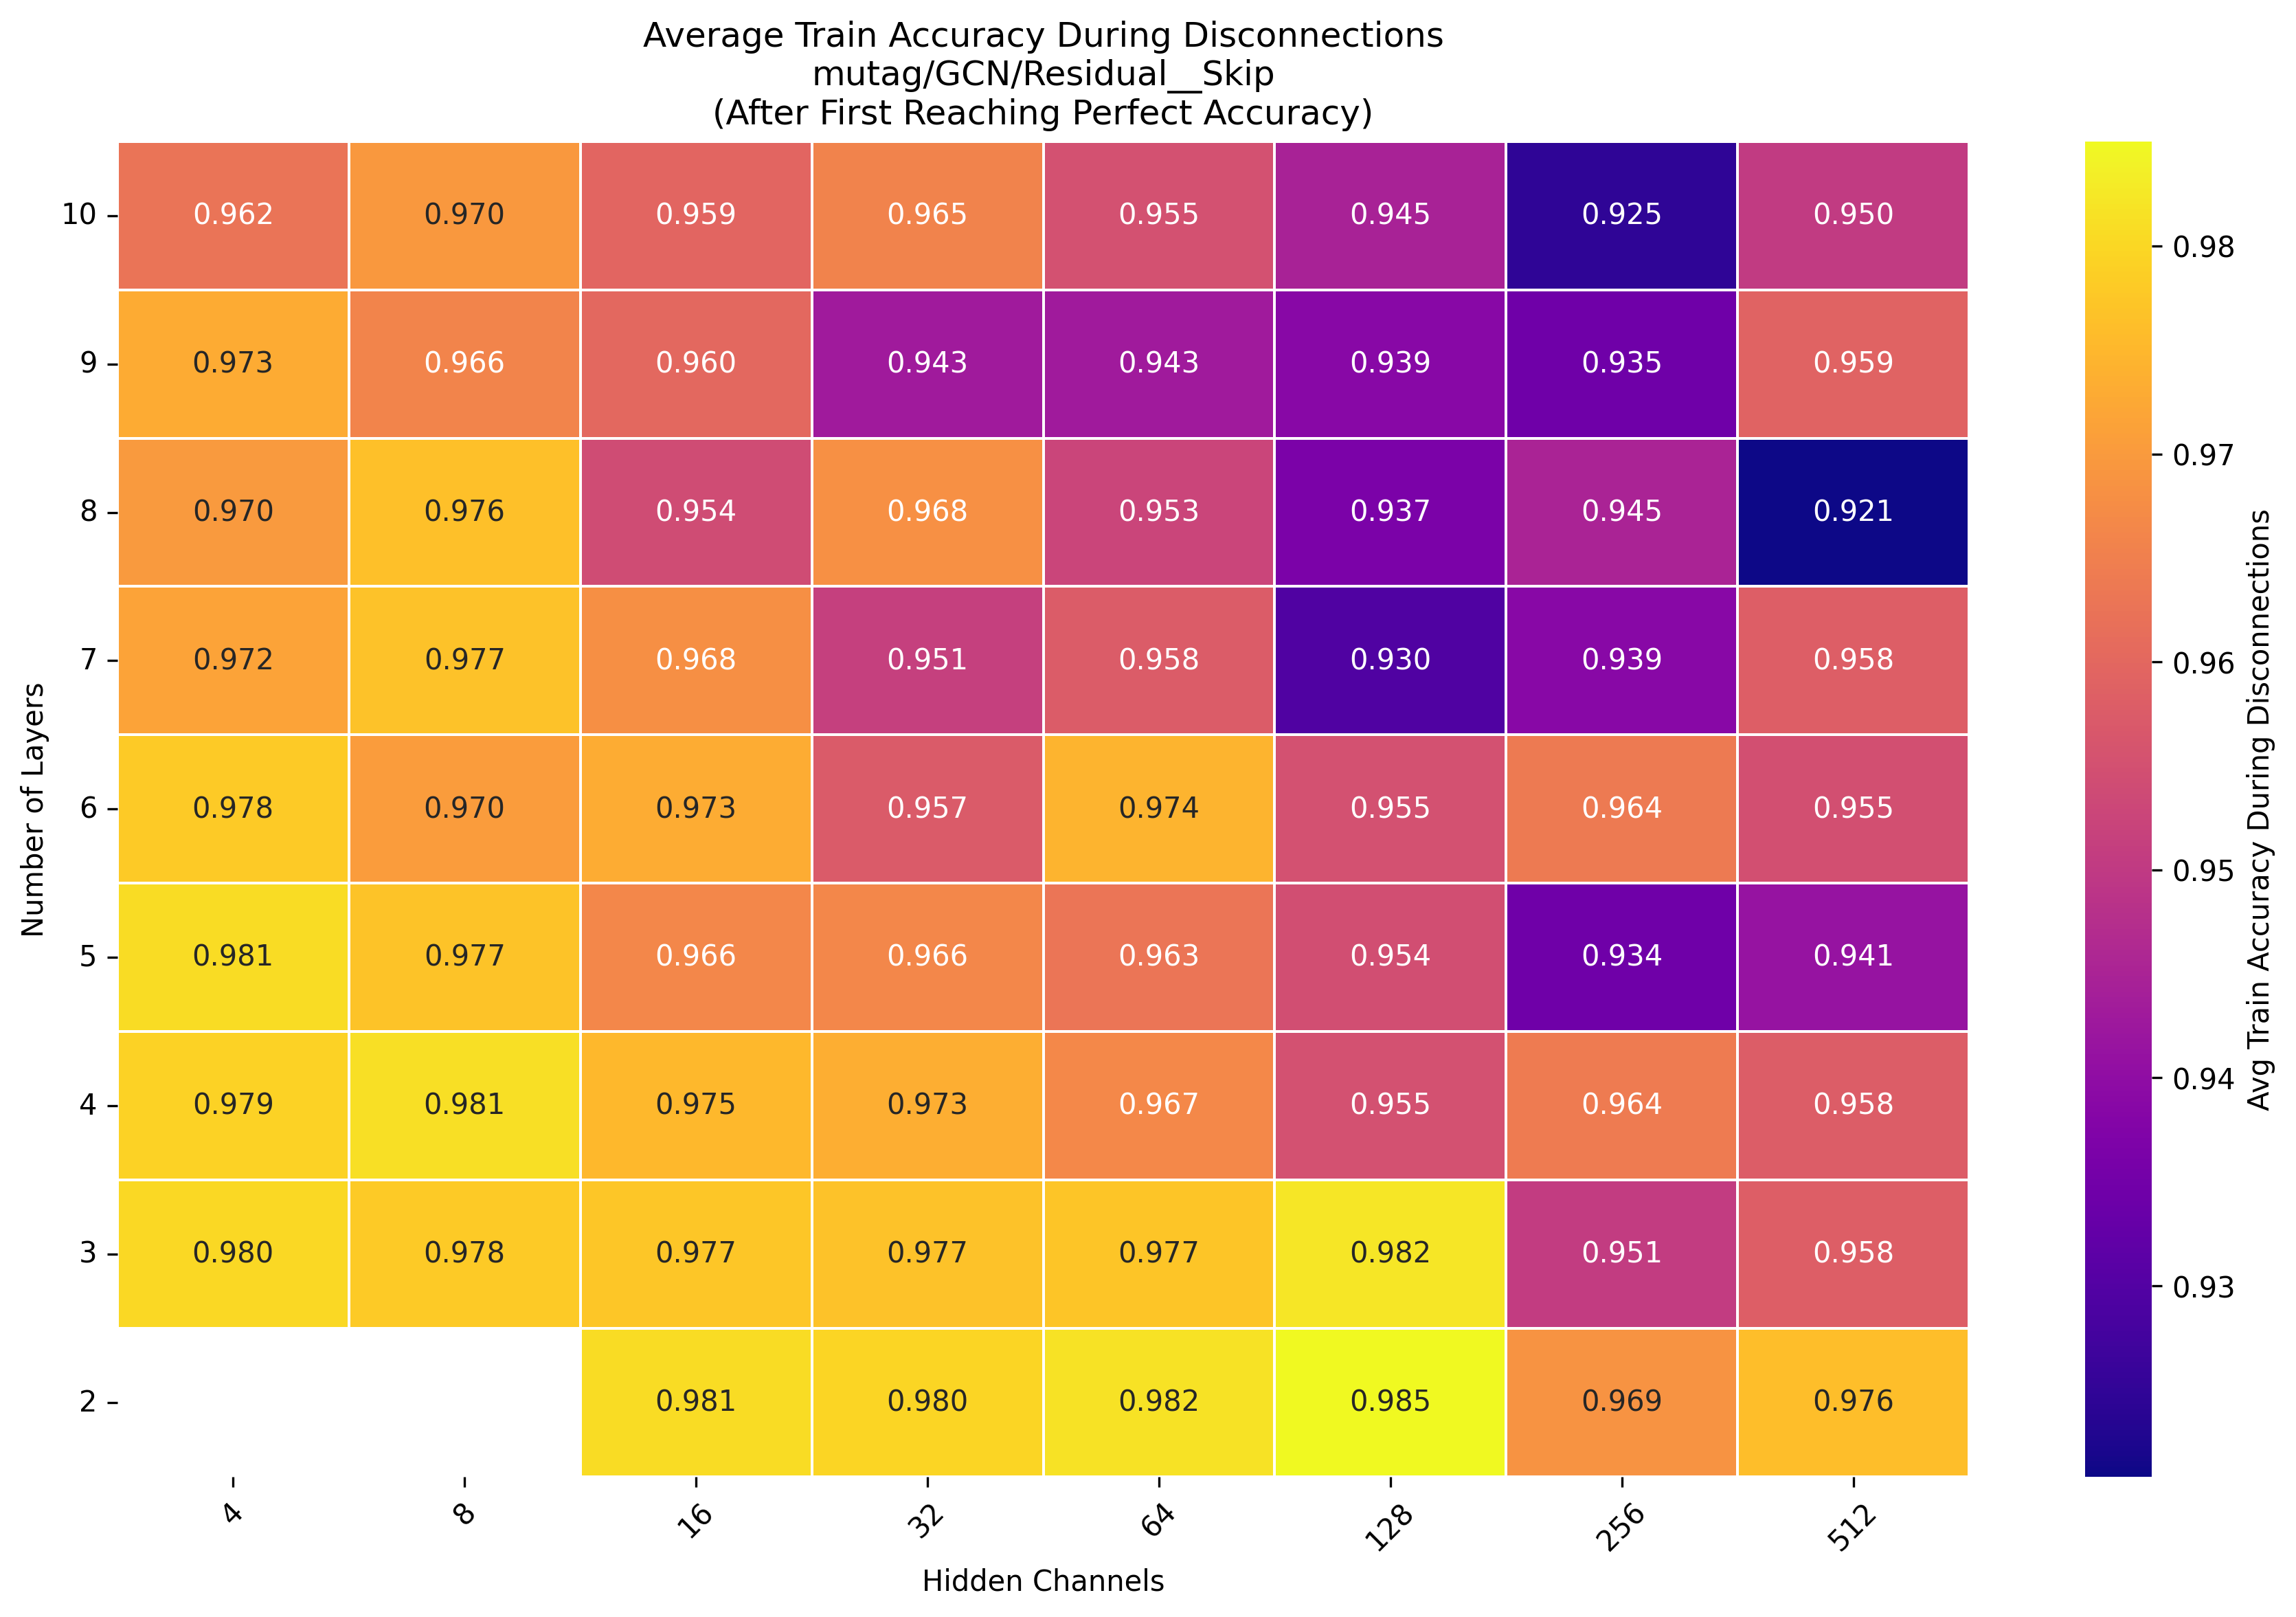 Average Train Accuracy During Disconnections
mutag/GCN/Residual__Skip
(After First Reaching Perfect Accuracy)
Number of Layers
10 0.962 0.970 0.959 0.965 0.955 0.945 0.925 0.950
9 0.973 0.966 0.960 0.943 0.943 0.939 0.935 0.959
8 0.970 0.976 0.954 0.968 0.953 0.937 0.945 0.921
7 0.972 0.977 0.968 0.951 0.958 0.930 0.939 0.958
6 0.978 0.970 0.973 0.957 0.974 0.955 0.964 0.955
5 0.981 0.977 0.966 0.966 0.963 0.954 0.934 0.941
4 0.979 0.981 0.975 0.973 0.967 0.955 0.964 0.958
3 0.980 0.978 0.977 0.977 0.977 0.982 0.951 0.958
2 0.981 0.980 0.982 0.985 0.969 0.976
4 8 16 32 64 128 256 512
Hidden Channels
0.98
0.97
0.96
0.95
0.94
0.93
Avg Train Accuracy During Disconnections